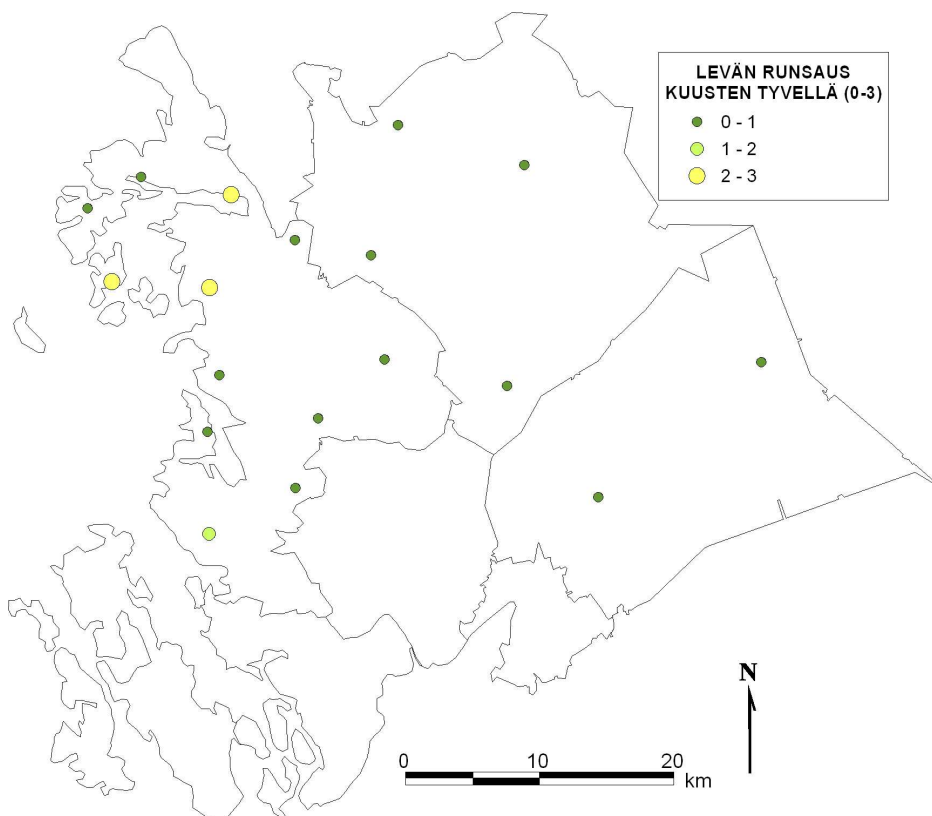 LEVÄN RUNSAUS
KUUSTEN TYVELLÄ (0-3)
0 - 1
1 - 2
2 - 3
N
0 10 20
km